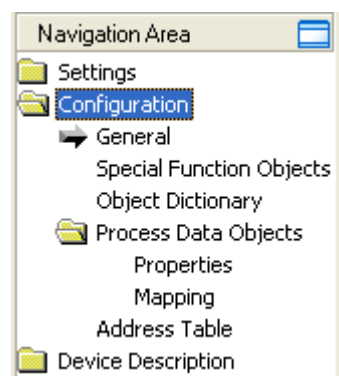 Navigation Area
Settings
Configuration
General
Special Function Objects
Object Dictionary
Process Data Objects
Properties
Mapping
Address Table
Device Description